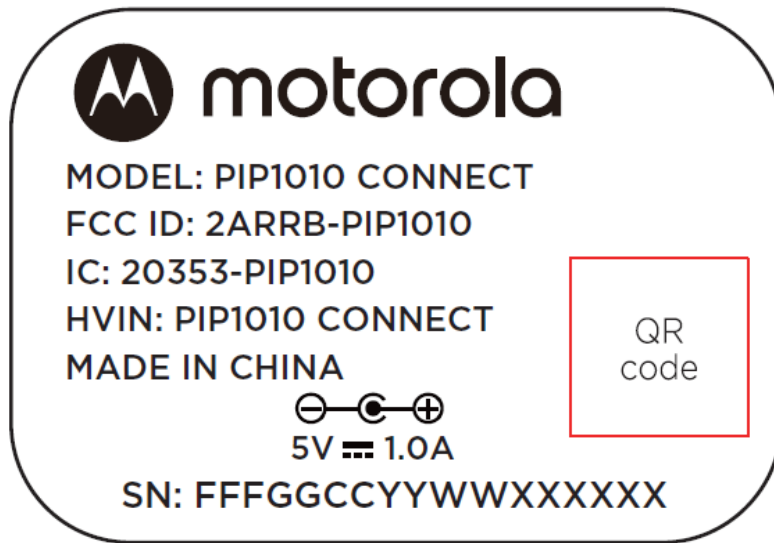 motorola
MODEL: PIP1010 CONNECT
FCC ID: 2ARRB-PIP1010
IC: 20353-PIP1010
HVIN: PIP1010 CONNECT
MADE IN CHINA
QR
code
5V ⎓ 1.0A
SN: FFFGGCCYYWWXXXXXX